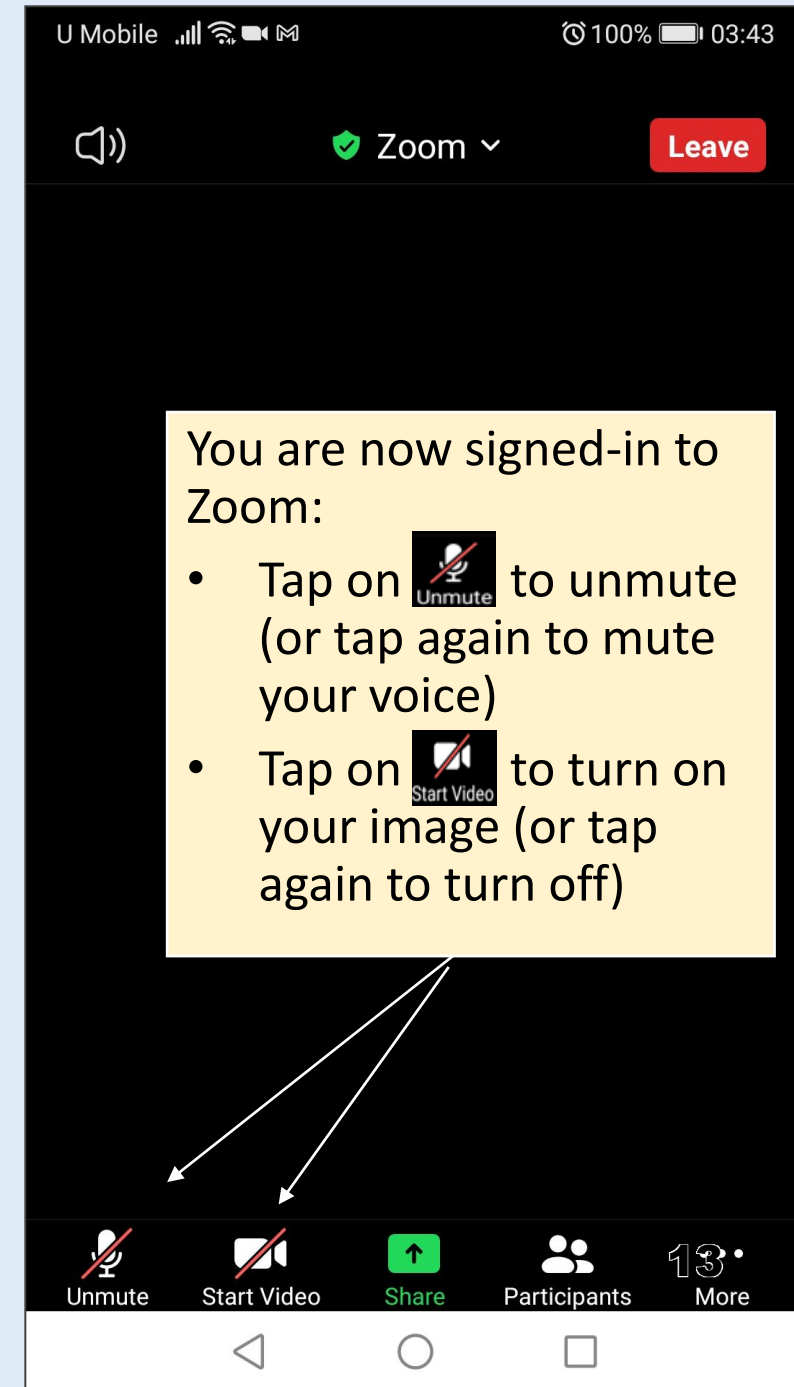 U Mobile 100% 03:43
Zoom Leave
You are now signed-in to
Zoom:
• Tap on Unmute to unmute
(or tap again to mute
your voice)
• Tap on Start Video to turn on
your image (or tap
again to turn off)
13
Unmute Start Video Share Participants More